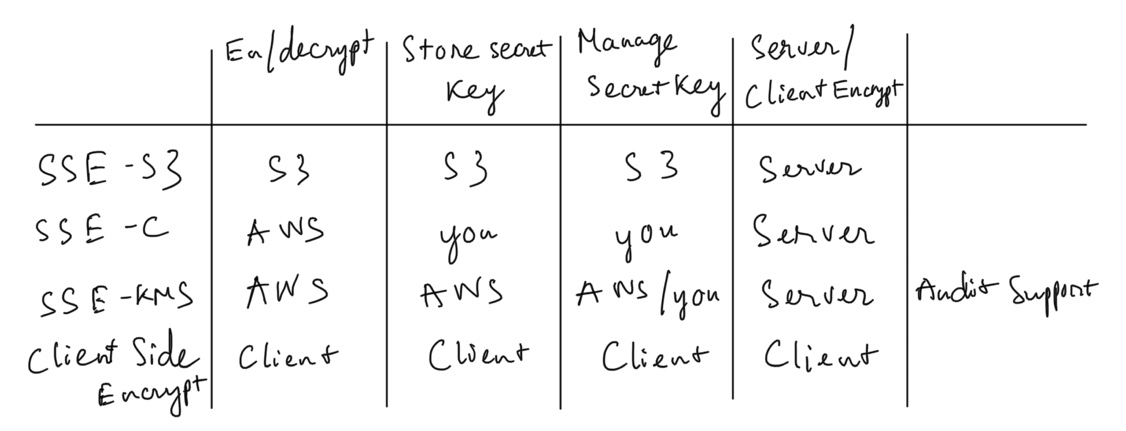 En/decrypt Store secret Key Manage Secret Key Server/ Client Encrypt
SSE-S3 S3 S3 S3 Server
SSE-C AWS you you Server
SSE-KMS AWS AWS AWS/you Server Audit Support
Client Side Encrypt Client Client Client Client